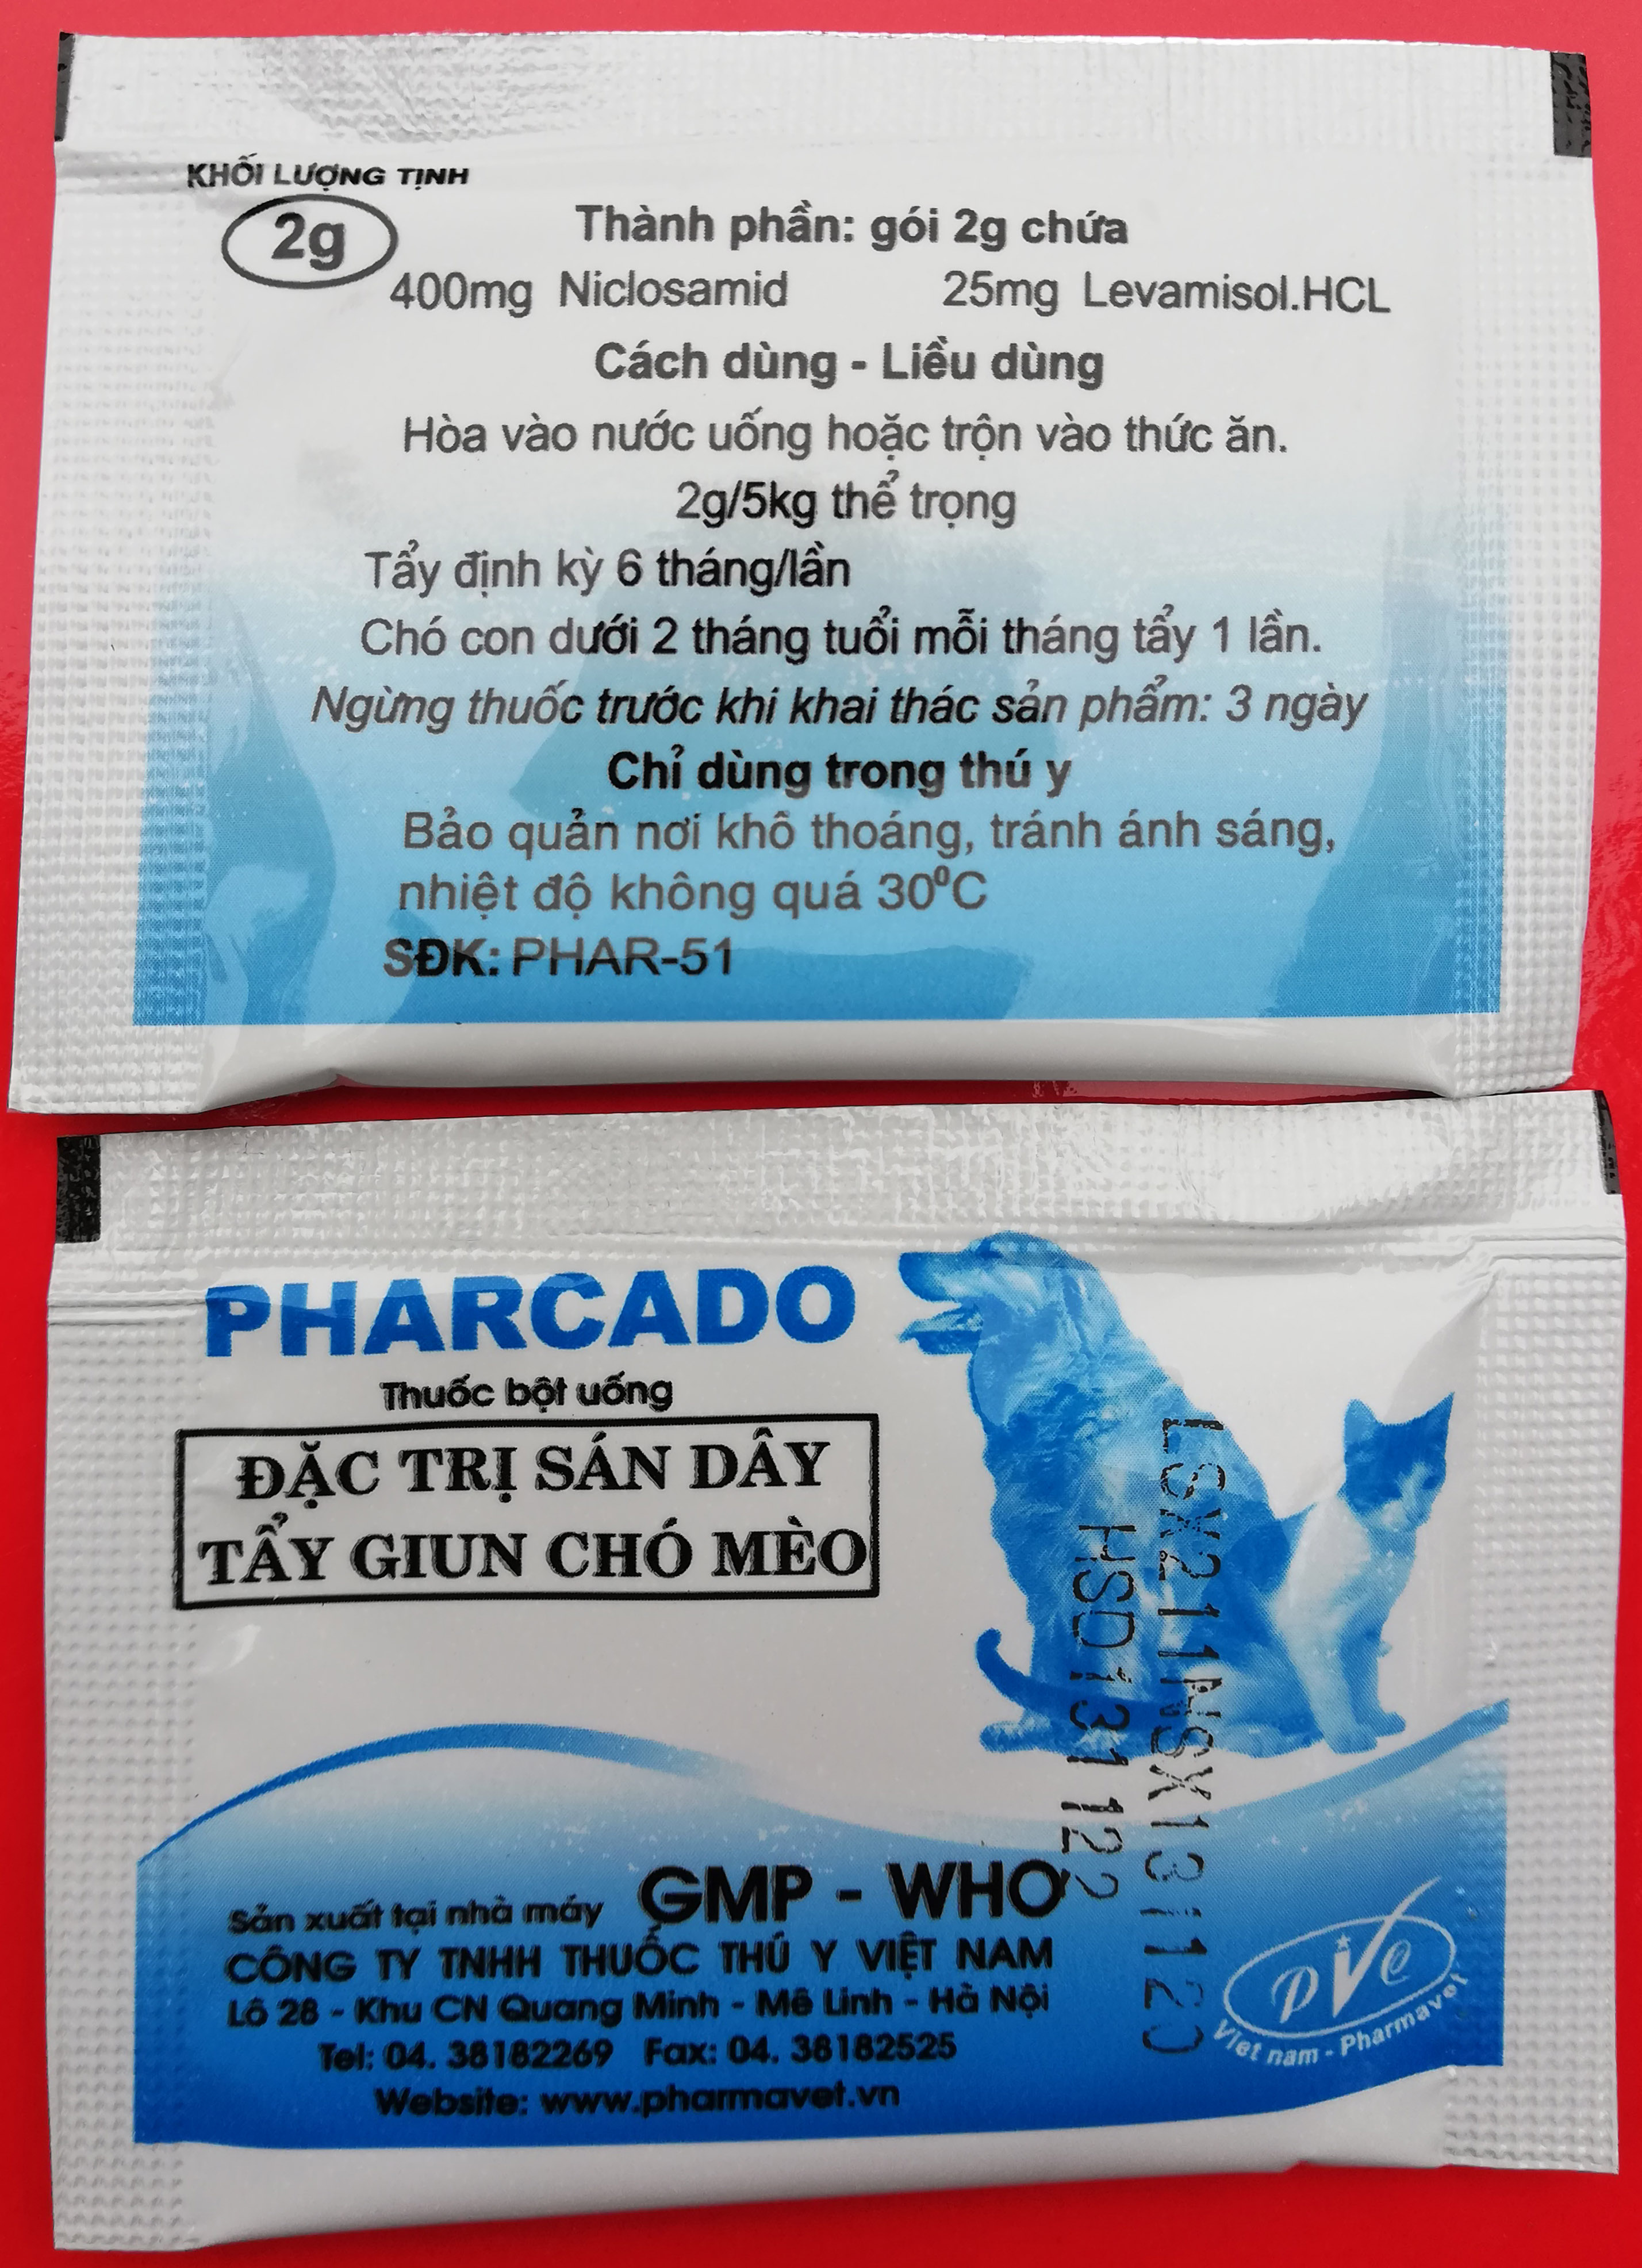 KHỐI LƯỢNG TỊNH
2g
Thành phần: gói 2g chứa
400mg Niclosamid 25mg Levamisol.HCL
Cách dùng - Liều dùng
Hòa vào nước uống hoặc trộn vào thức ăn.
2g/5kg thể trọng
Tẩy định kỳ 6 tháng/lần
Chó con dưới 2 tháng tuổi mỗi tháng tẩy 1 lần.
Ngừng thuốc trước khi khai thác sản phẩm: 3 ngày
Chỉ dùng trong thú y
Bảo quản nơi khô thoáng, tránh ánh sáng,
nhiệt độ không quá 30⁰C
SĐK: PHAR-51
PHARCADO
Thuốc bột uống
ĐẶC TRỊ SÁN DÂY
TẨY GIUN CHÓ MÈO
LSX211NSX131120
HSD131122
Sản xuất tại nhà máy GMP - WHO
CÔNG TY TNHH THUỐC THÚ Y VIỆT NAM
Lô 28 - Khu CN Quang Minh - Mê Linh - Hà Nội
Tel: 04. 38182269 Fax: 04. 38182525
Website: www.pharmavet.vn
PVC
Viet nam - Pharmavet